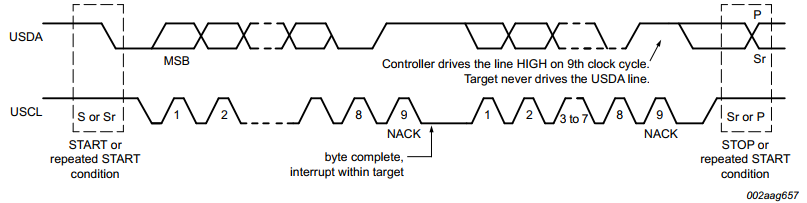 P
USDA
MSB
Controller drives the line HIGH on 9th clock cycle.
Target never drives the USDA line.
Sr
USCL
S or Sr
1
2
8
9
1
2
3 to 7
8
9
Sr or P
NACK
NACK
START or
repeated START
condition
byte complete,
interrupt within target
STOP or
repeated START
condition
002aag657